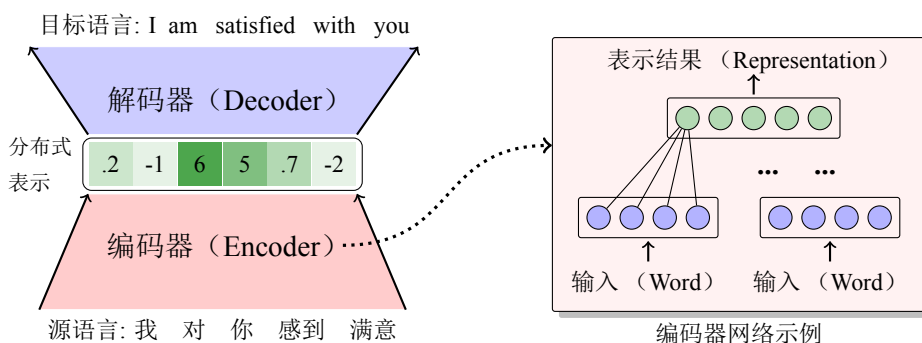 目标语言: I am satisfied with you
解码器（Decoder）
分布式
表示
.2 -1 6 5 .7 -2
编码器（Encoder）
源语言: 我 对 你 感到 满意
表示结果 （Representation）
... ...
输入 （Word） 输入 （Word）
编码器网络示例